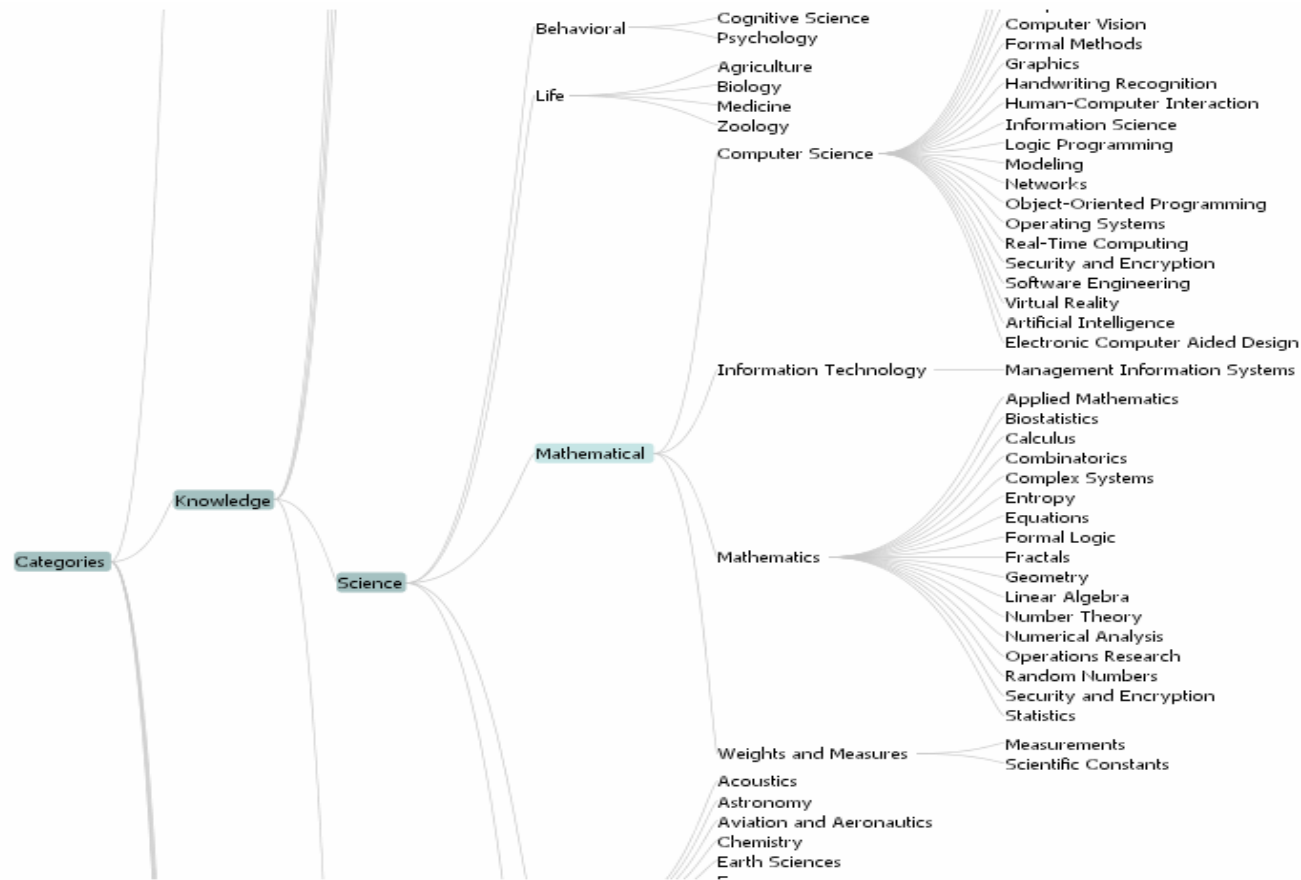 Categories
Knowledge
Science
Behavioral
Cognitive Science
Psychology
Life
Agriculture
Biology
Medicine
Zoology
Mathematical
Computer Science
Computer Vision
Formal Methods
Graphics
Handwriting Recognition
Human-Computer Interaction
Information Science
Logic Programming
Modeling
Networks
Object-Oriented Programming
Operating Systems
Real-Time Computing
Security and Encryption
Software Engineering
Virtual Reality
Artificial Intelligence
Electronic Computer Aided Design
Information Technology
Management Information Systems
Mathematics
Applied Mathematics
Biostatistics
Calculus
Combinatorics
Complex Systems
Entropy
Equations
Formal Logic
Fractals
Geometry
Linear Algebra
Number Theory
Numerical Analysis
Operations Research
Random Numbers
Security and Encryption
Statistics
Weights and Measures
Measurements
Scientific Constants
Acoustics
Astronomy
Aviation and Aeronautics
Chemistry
Earth Sciences